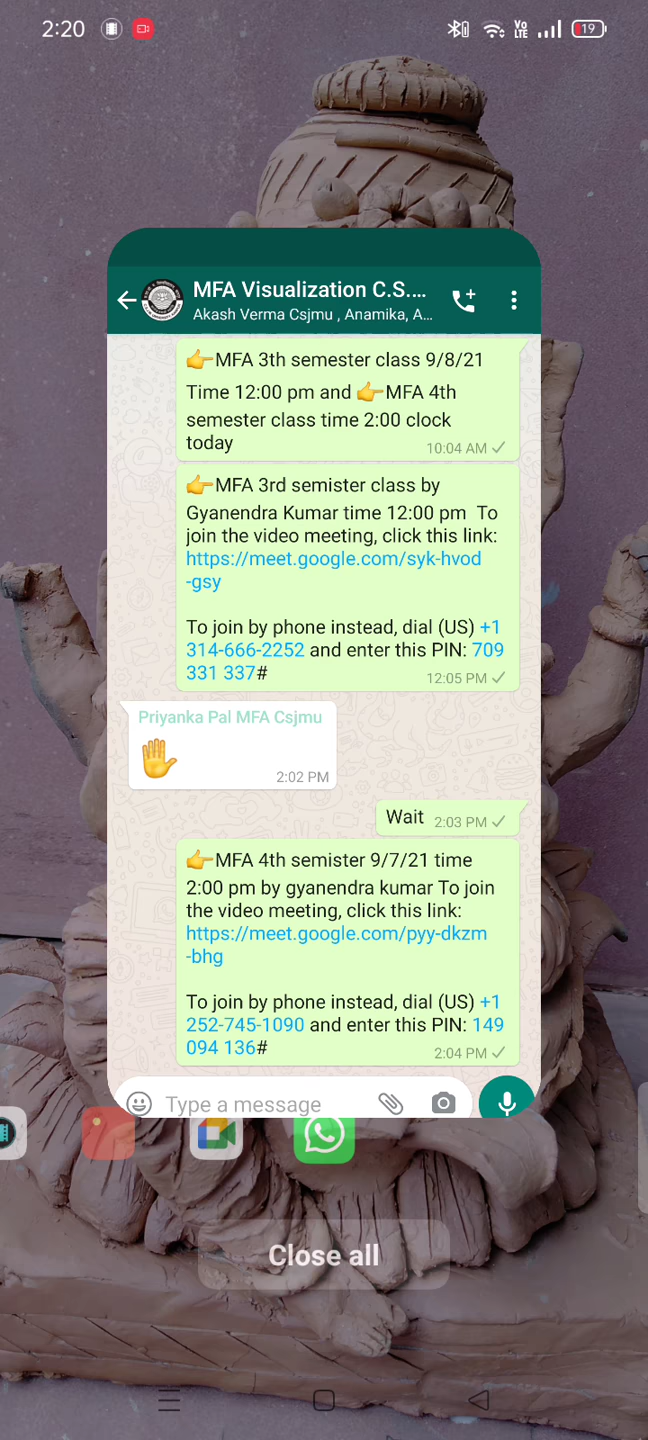 2:20
VO
LTE
19
MFA Visualization C.S....
Akash Verma Csjmu , Anamika, A...
👉MFA 3th semester class 9/8/21
Time 12:00 pm and 👉MFA 4th
semester class time 2:00 clock
today
10:04 AM
👉MFA 3rd semister class by
Gyanendra Kumar time 12:00 pm To
join the video meeting, click this link:
https://meet.google.com/syk-hvod
-gsy
To join by phone instead, dial (US) +1
314-666-2252 and enter this PIN: 709
331 337#
12:05 PM
Priyanka Pal MFA Csjmu
✋
2:02 PM
Wait 2:03 PM
👉MFA 4th semister 9/7/21 time
2:00 pm by gyanendra kumar To join
the video meeting, click this link:
https://meet.google.com/pyy-dkzm
-bhg
To join by phone instead, dial (US) +1
252-745-1090 and enter this PIN: 149
094 136#
2:04 PM
Type a message
Close all